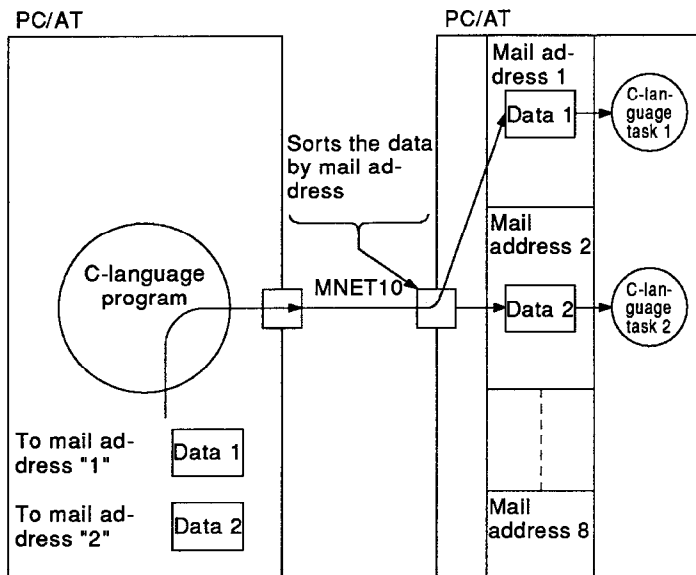 PC/AT
PC/AT
Mail ad-
dress 1
Data 1
C-lan-
guage
task 1
Sorts the data
by mail ad-
dress
Mail
address 2
C-language
program
MNET10
Data 2
C-lan-
guage
task 2
To mail ad-
dress "1"
Data 1
To mail ad-
dress "2"
Data 2
Mail
address 8